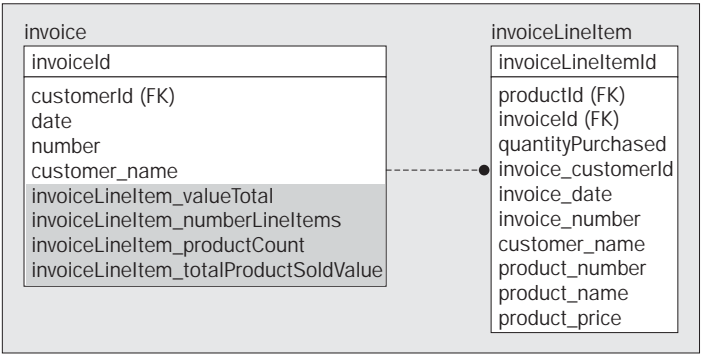 invoice
invoiceId
customerId (FK)
date
number
customer_name
invoiceLineItem_valueTotal
invoiceLineItem_numberLineItems
invoiceLineItem_productCount
invoiceLineItem_totalProductSoldValue
invoiceLineItem
invoiceLineItemId
productId (FK)
invoiceId (FK)
quantityPurchased
invoice_customerId
invoice_date
invoice_number
customer_name
product_number
product_name
product_price